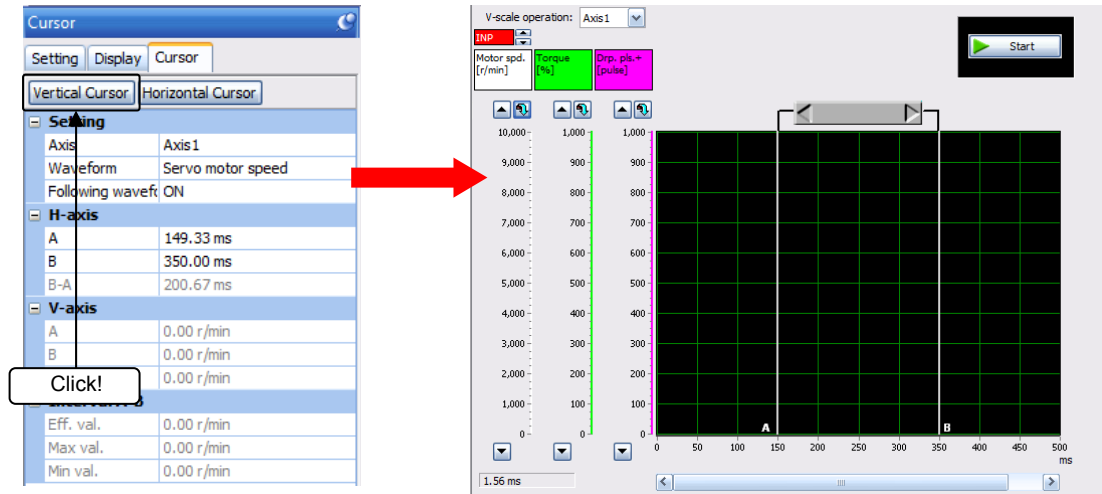 Cursor
Setting Display Cursor
Vertical Cursor Horizontal Cursor
Setting
Axis Axis1
Waveform Servo motor speed
Following wavefo ON
H-axis
A 149.33 ms
B 350.00 ms
B-A 200.67 ms
V-axis
A 0.00 r/min
B 0.00 r/min
0.00 r/min
Click!
Eff. val. 0.00 r/min
Max val. 0.00 r/min
Min val. 0.00 r/min
V-scale operation: Axis1
INP
Start
Motor spd. Torque Drp. pls.+
[r/min] [%] [pulse]
10,000 1,000 1,000
9,000 900 900
8,000 800 800
7,000 700 700
6,000 600 600
5,000 500 500
4,000 400 400
3,000 300 300
2,000 200 200
1,000 100 100
0 0 0
A B
0 50 100 150 200 250 300 350 400 450 500
ms
1.56 ms